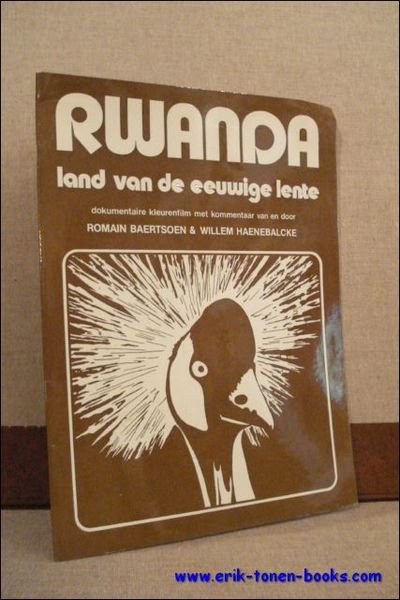 RWANDA
land van de eeuwige lente
dokumentaire kleurenfilm met kommentaar van en door
ROMAIN BAERTSOEN & WILLEM HAENEBALCKE
www.erik-tonen-books.com